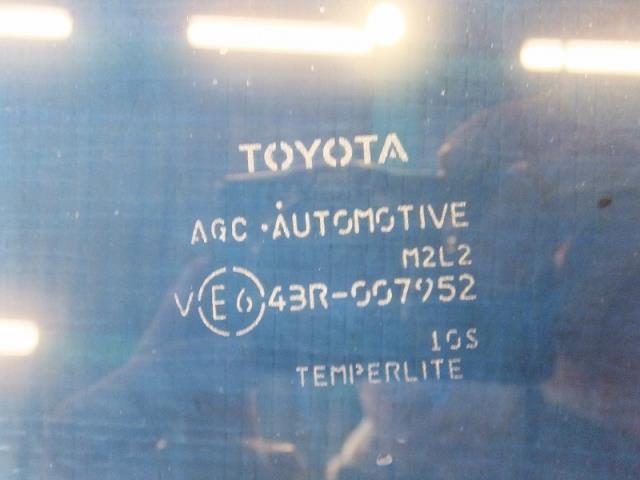 TOYOTA
AGC AUTOMOTIVE
M2L2
V E6 43R-007952
10S
TEMPERLITE